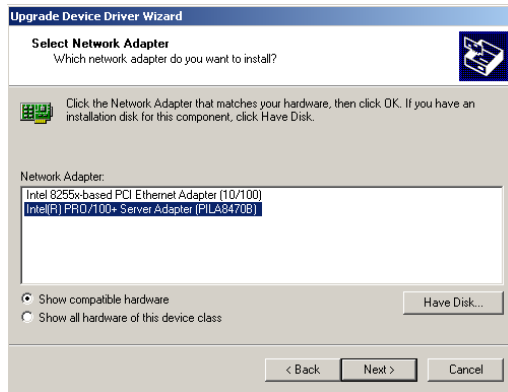 Upgrade Device Driver Wizard
Select Network Adapter
Which network adapter do you want to install?
Click the Network Adapter that matches your hardware, then click OK. If you have an
installation disk for this component, click Have Disk.
Network Adapter:
Intel 8255x-based PCI Ethernet Adapter (10/100)
Intel(R) PRO/100+ Server Adapter (PILA8470B)
Show compatible hardware
Show all hardware of this device class
Have Disk...
< Back
Next >
Cancel